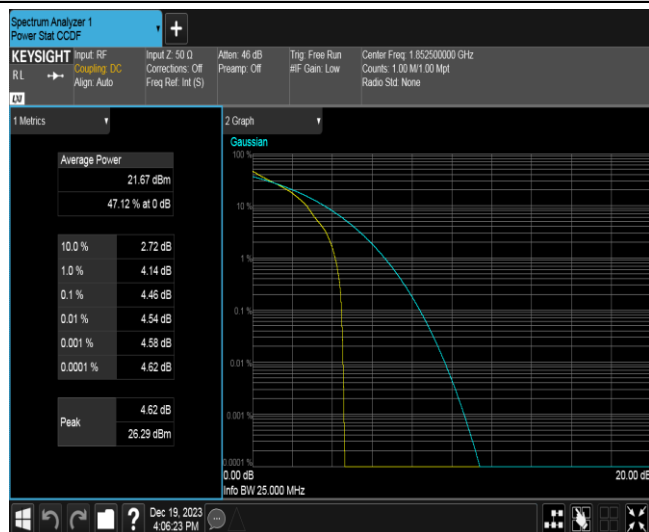 Spectrum Analyzer 1
Power Stat CCDF
+
KEYSIGHT
RL
LXI
Input: RF
Coupling: DC
Align: Auto
Input Z: 50 Ω
Corrections: Off
Freq Ref: Int (S)
Atten: 46 dB
Preamp: Off
Trig: Free Run
#IF Gain: Low
Center Freq: 1.852500000 GHz
Counts: 1.00 M/1.00 Mpt
Radio Std: None
1 Metrics
Average Power
21.67 dBm
47.12 % at 0 dB
10.0 % 2.72 dB
1.0 % 4.14 dB
0.1 % 4.46 dB
0.01 % 4.54 dB
0.001 % 4.58 dB
0.0001 % 4.62 dB
Peak
4.62 dB
26.29 dBm
2 Graph
Gaussian
100 %
10 %
1 %
0.1 %
0.01 %
0.001 %
0.0001 %
0.00 dB
20.00 dB
Info BW 25.000 MHz
?
Dec 19, 2023
4:06:23 PM